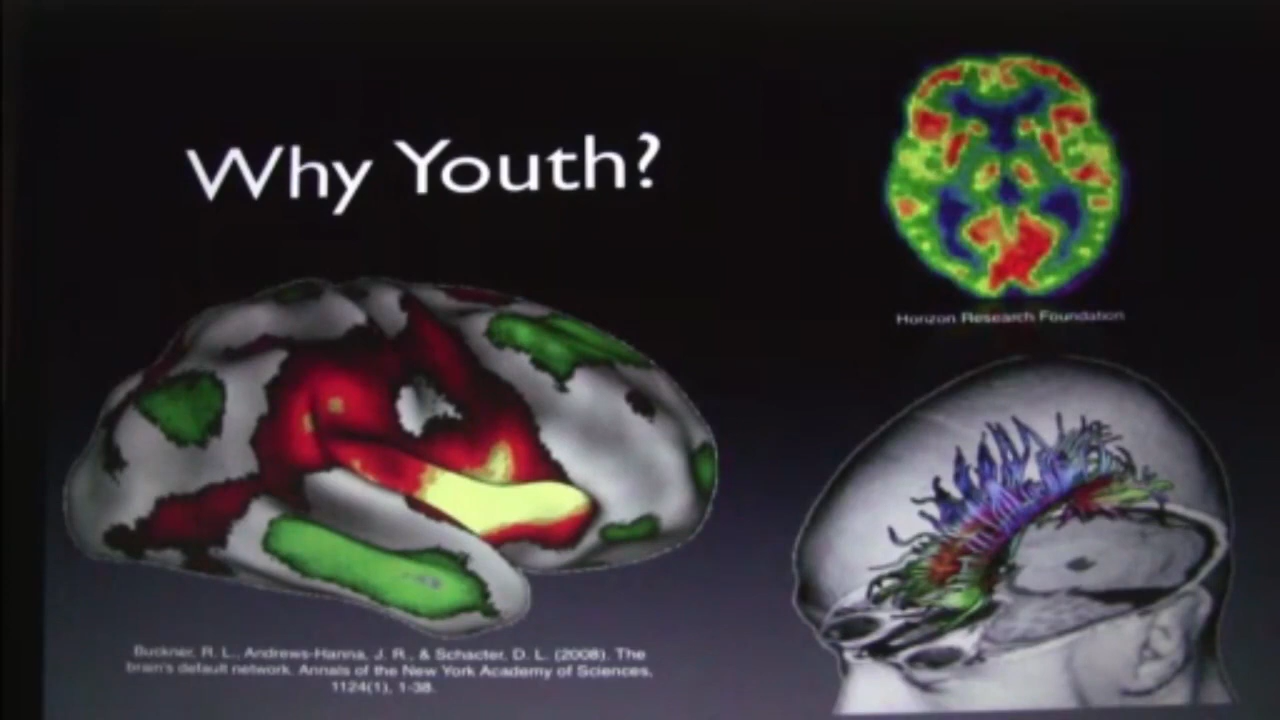 Why Youth?
Horizon Research Foundation
Buckner, R. L., Andrews-Hanna, J. R., & Schacter, D. L. (2008). The
brain's default network. Annals of the New York Academy of Sciences,
1124(1), 1-38.